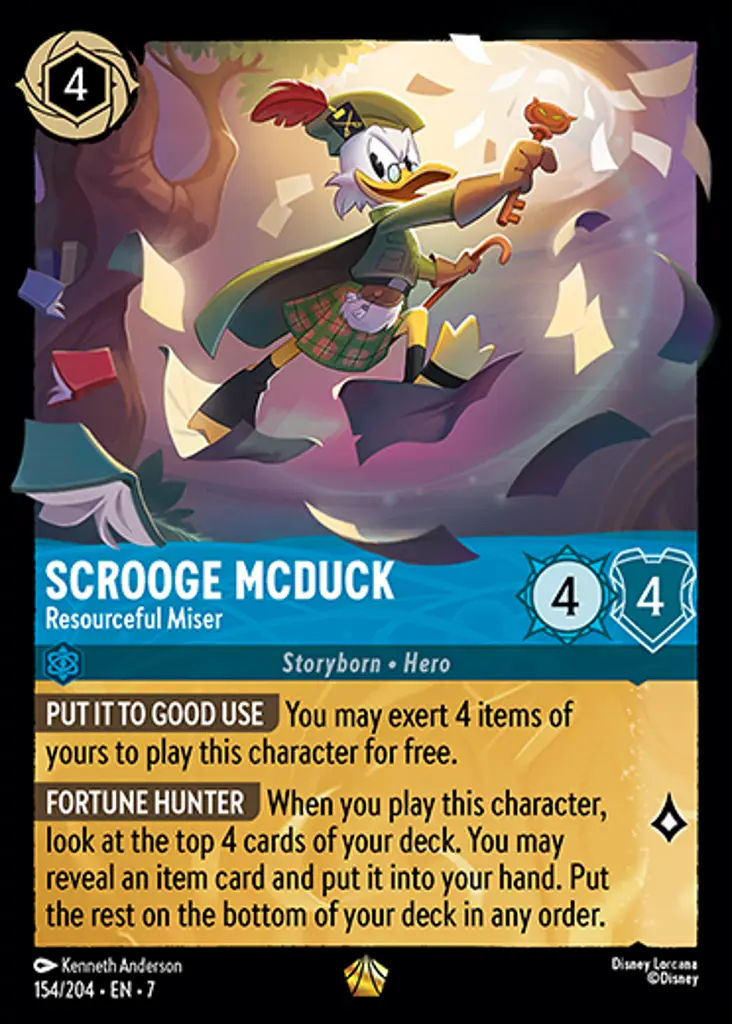 4
SCROOGE MCDUCK
Resourceful Miser
4 4
Storyborn • Hero
PUT IT TO GOOD USE You may exert 4 items of
yours to play this character for free.
FORTUNE HUNTER When you play this character,
look at the top 4 cards of your deck. You may
reveal an item card and put it into your hand. Put
the rest on the bottom of your deck in any order.
Kenneth Anderson
154/204 • EN • 7
Disney Lorcana
©Disney